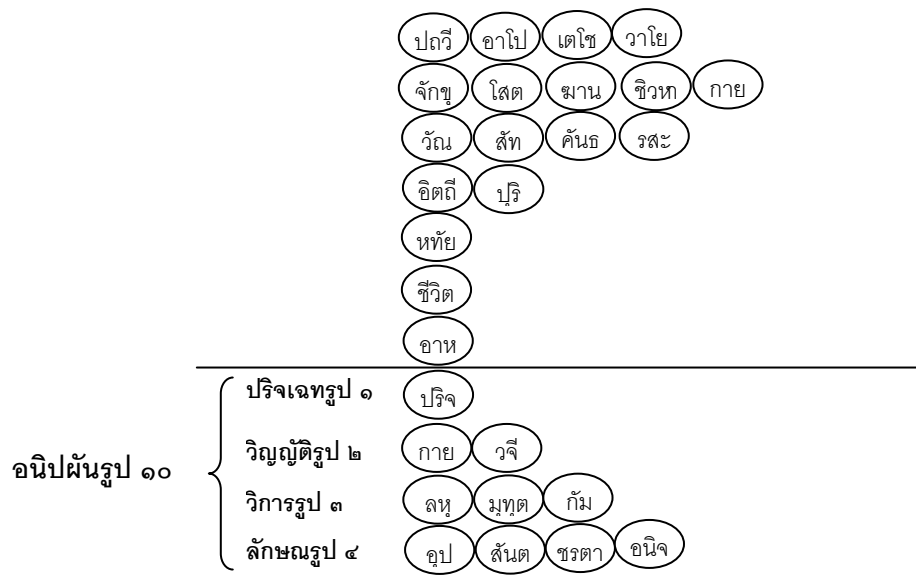 ปถวี อาโป เตโช วาโย
จักขุ โสต ฆาน ชิวหา กาย
วัณ สัท คันธ รสะ
อิตถี ปุริ
หทัย
ชีวิต
อาห
ปริจเฉทรูป ๑ ปริจ
วิญญัติรูป ๒ กาย วจี
อนิปผันรูป ๑๐
วิการรูป ๓ ลหุ มุทุต กัม
ลักษณรูป ๔ อุป สันต ชรตา อนิจ